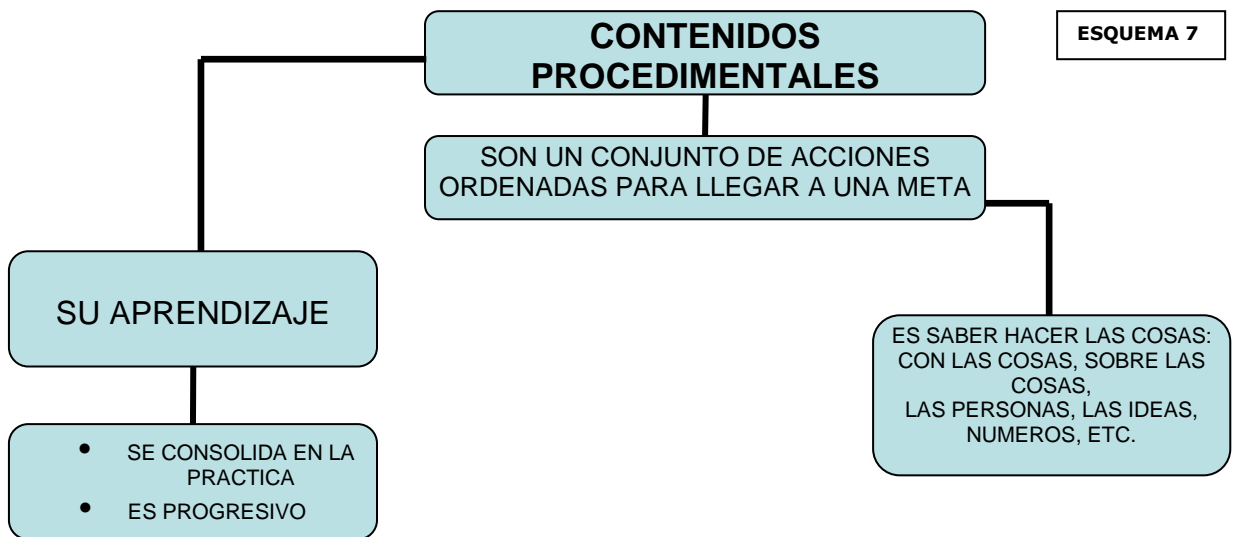 CONTENIDOS
PROCEDIMENTALES
ESQUEMA 7
SON UN CONJUNTO DE ACCIONES
ORDENADAS PARA LLEGAR A UNA META
SU APRENDIZAJE
• SE CONSOLIDA EN LA
PRACTICA
• ES PROGRESIVO
ES SABER HACER LAS COSAS:
CON LAS COSAS, SOBRE LAS
COSAS,
LAS PERSONAS, LAS IDEAS,
NUMEROS, ETC.